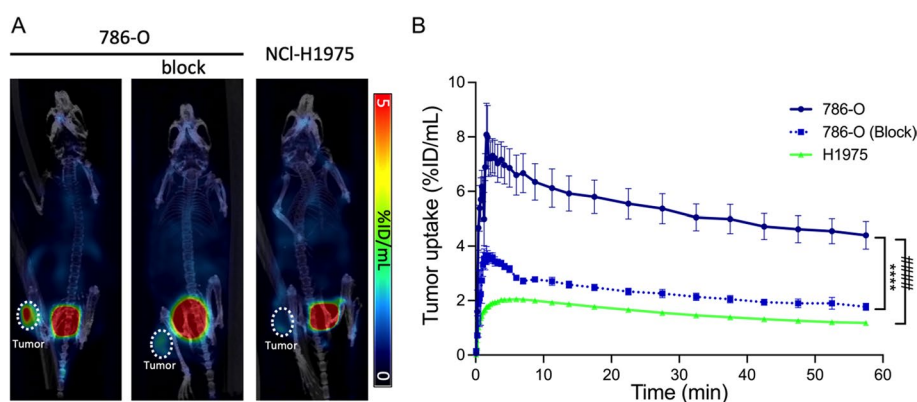 A
786-O
block
NCI-H1975
Tumor
Tumor
Tumor
5
%ID/mL
0
B
Tumor uptake (%ID/mL)
10
8
6
4
2
0
0
10
20
30
40
50
60
Time (min)
786-O
786-O (Block)
H1975
****
####